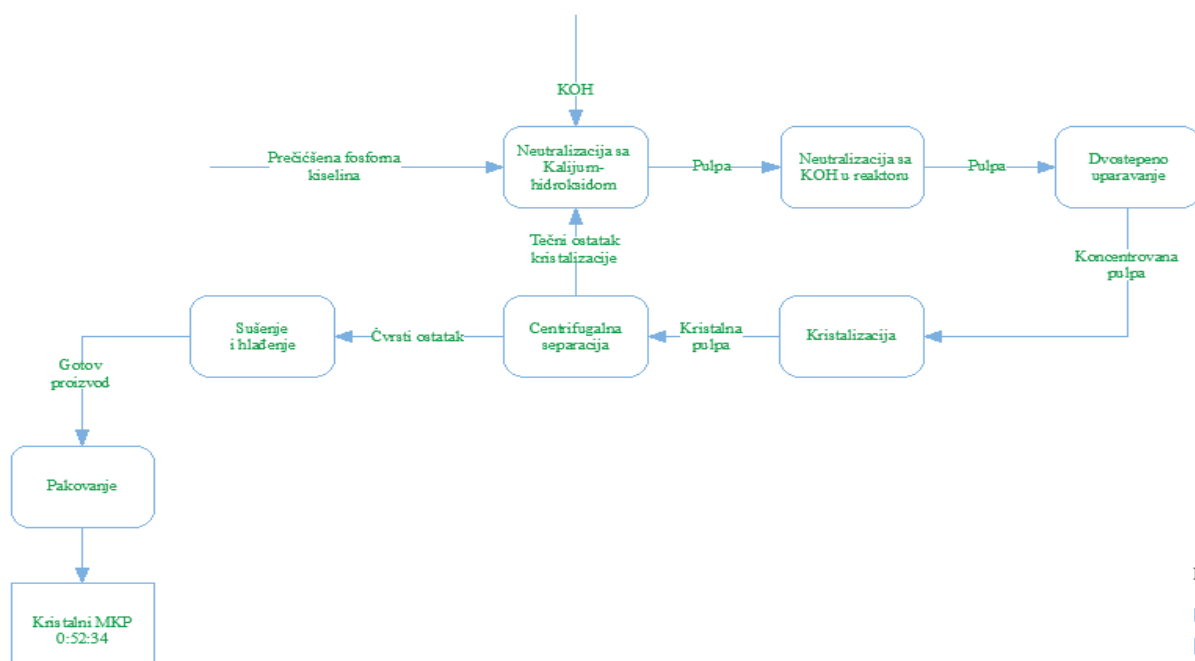 KOH
Prečićšena fosforna
kiselina
Neutralizacija sa
Kalijum-
hidroksidom
Pulpa
Neutralizacija sa
KOH u reaktoru
Pulpa
Dvostepeno
uparavanje
Tečni ostatak
kristalizacije
Koncentrovana
pulpa
Sušenje
i hlađenje
Čvrsti ostatak
Centrifugalna
separacija
Kristalna
pulpa
Kristalizacija
Gotov
proizvod
Pakovanje
Kristalni MKP
0:52:34